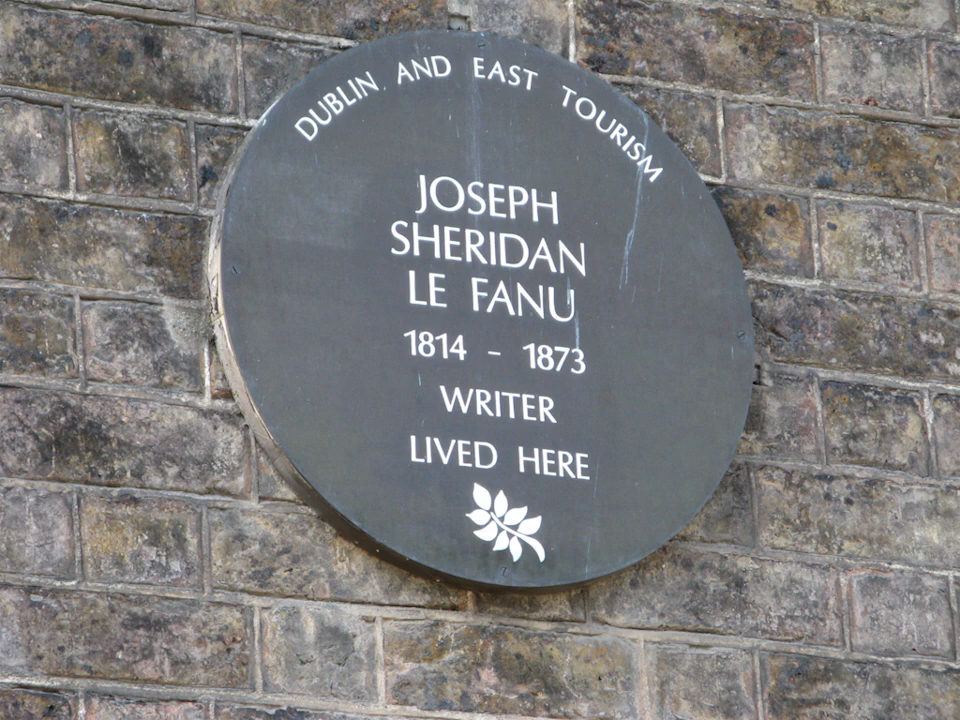 DUBLIN AND EAST TOURISM
JOSEPH
SHERIDAN
LE FANU
1814 - 1873
WRITER
LIVED HERE